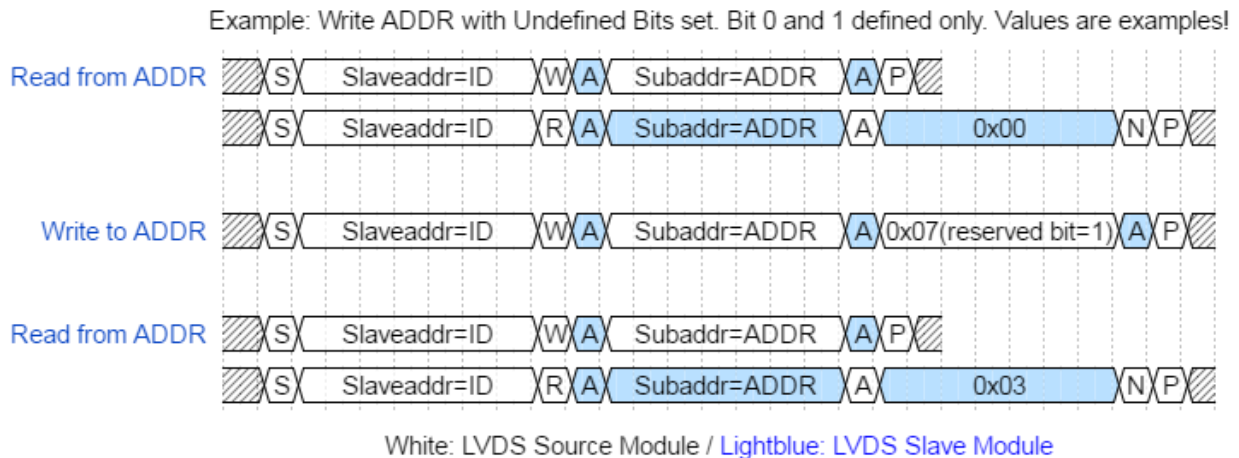 Example: Write ADDR with Undefined Bits set. Bit 0 and 1 defined only. Values are examples!
Read from ADDR S Slaveaddr=ID W A Subaddr=ADDR A P
S Slaveaddr=ID R A Subaddr=ADDR A 0x00 N P
Write to ADDR S Slaveaddr=ID W A Subaddr=ADDR A 0x07(reserved bit=1) A P
Read from ADDR S Slaveaddr=ID W A Subaddr=ADDR A P
S Slaveaddr=ID R A Subaddr=ADDR A 0x03 N P
White: LVDS Source Module / Lightblue: LVDS Slave Module